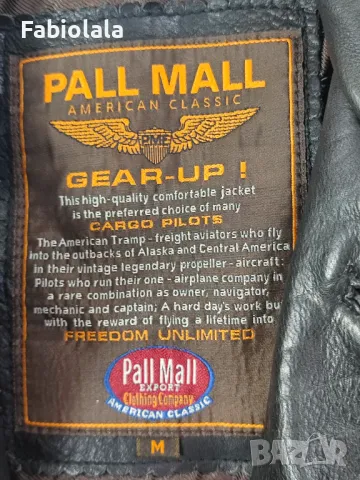 Fabiolala
PALL MALL
AMERICAN CLASSIC
PME
GEAR-UP !
This high-quality comfortable jacket
is the preferred choice of many
CARGO PILOTS
The American Tramp - freight aviators who fly
into the outbacks of Alaska and Central America
in their vintage legendary propeller - aircraft:
Pilots who run their one - airplane company in
a rare combination as owner, navigator,
mechanic and captain; A hard day's work but
with the reward of flying a lifetime into
FREEDOM UNLIMITED
Pall Mall
EXPORT
Clothing Company
AMERICAN CLASSIC
M
BAZAR